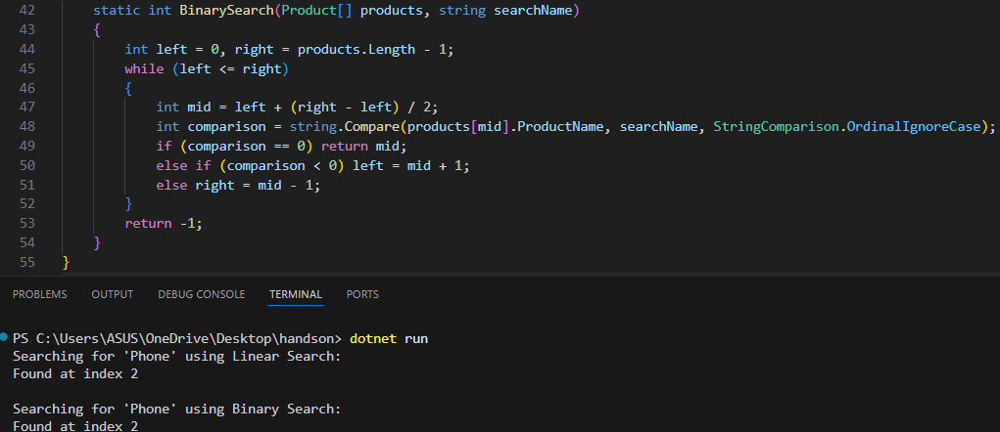 42 static int BinarySearch(Product[] products, string searchName)
43 {
44 int left = 0, right = products.Length - 1;
45 while (left <= right)
46 {
47 int mid = left + (right - left) / 2;
48 int comparison = string.Compare(products[mid].ProductName, searchName, StringComparison.OrdinalIgnoreCase);
49 if (comparison == 0) return mid;
50 else if (comparison < 0) left = mid + 1;
51 else right = mid - 1;
52 }
53 return -1;
54 }
55 }
PROBLEMS OUTPUT DEBUG CONSOLE TERMINAL PORTS
PS C:\Users\ASUS\OneDrive\Desktop\handson> dotnet run
Searching for 'Phone' using Linear Search:
Found at index 2
Searching for 'Phone' using Binary Search:
Found at index 2